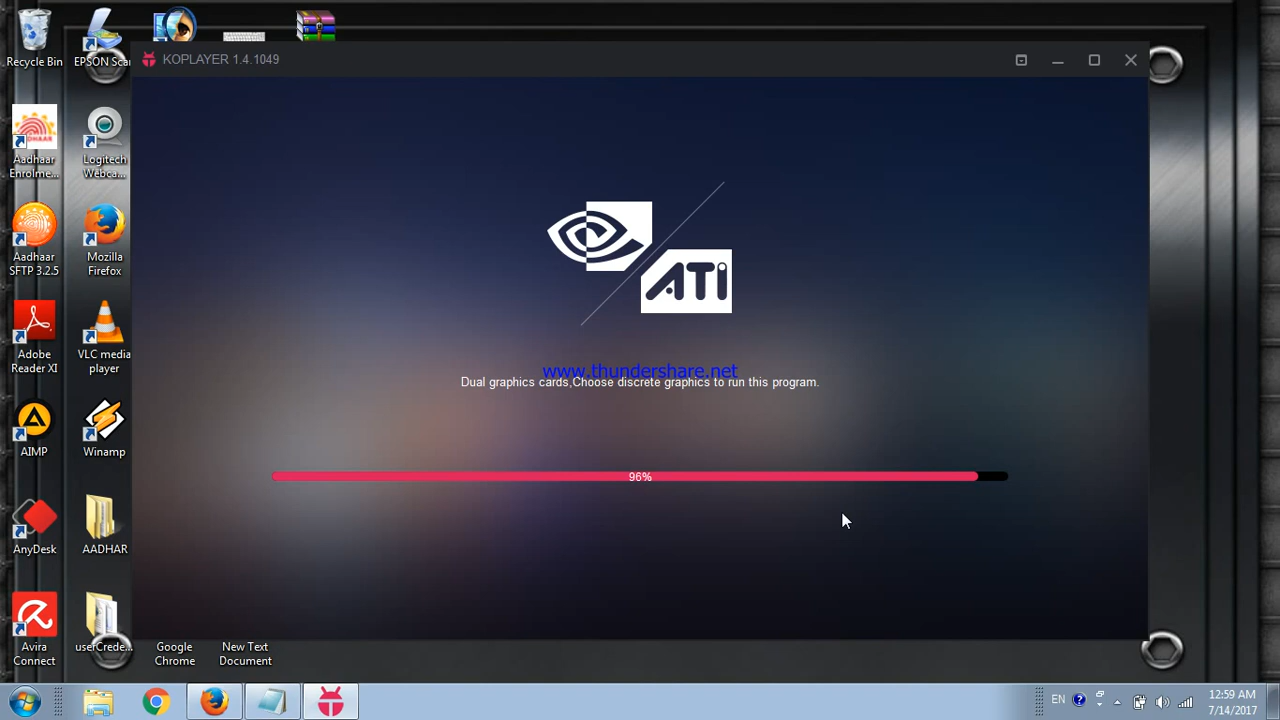 Recycle Bin
EPSON Scan
KOPLAYER 1.4.1049
Aadhaar
Enrolme...
Logitech
Webca...
Aadhaar
SFTP 3.2.5
Mozilla
Firefox
Adobe
Reader XI
VLC media
player
AIMP
Winamp
AnyDesk
AADHAR
Avira
Connect
userCrede...
Google
Chrome
New Text
Document
ATI
www.thundershare.net
Dual graphics cards,Choose discrete graphics to run this program.
96%
EN
12:59 AM
7/14/2017